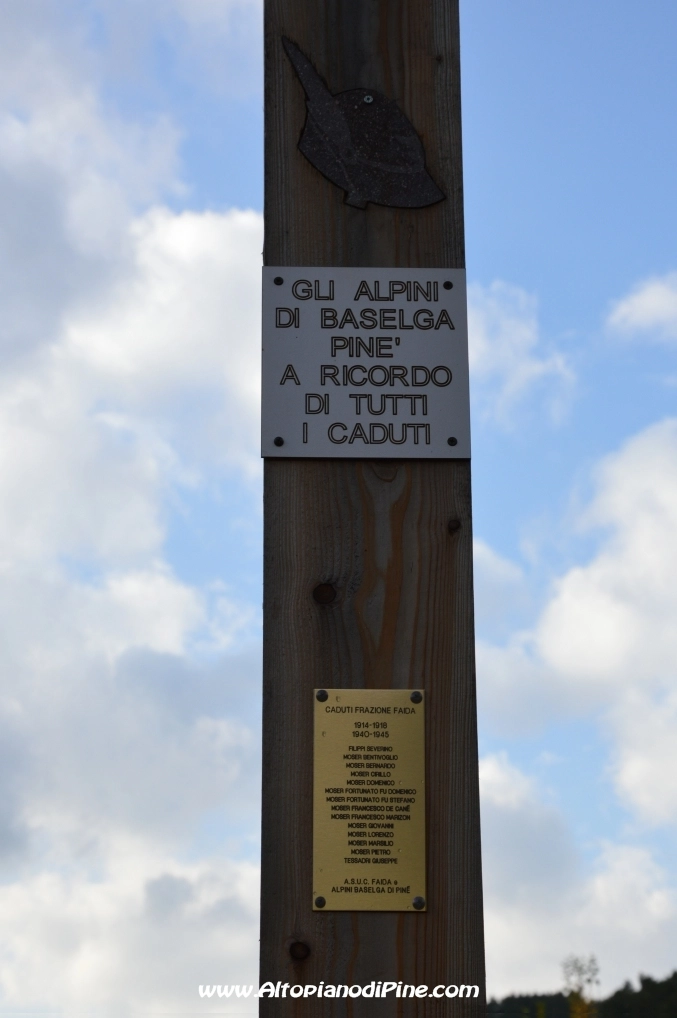 GLI ALPINI
DI BASELGA
PINE'
A RICORDO
DI TUTTI
I CADUTI
CADUTI FRAZIONE FAIDA
1914-1918
1940-1945
FILIPPI SEVERINO
MOSER BENTIVOGLIO
MOSER BERNARDO
MOSER CIRILLO
MOSER DOMENICO
MOSER FORTUNATO FU DOMENICO
MOSER FORTUNATO FU STEFANO
MOSER FRANCESCO DE CANÈ
MOSER FRANCESCO MARIZON
MOSER GIOVANNI
MOSER LORENZO
MOSER MARSILIO
MOSER PIETRO
TESSADRI GIUSEPPE
A.S.U.C. FAIDA e
ALPINI BASELGA DI PINÈ
www.AltopianodiPine.com